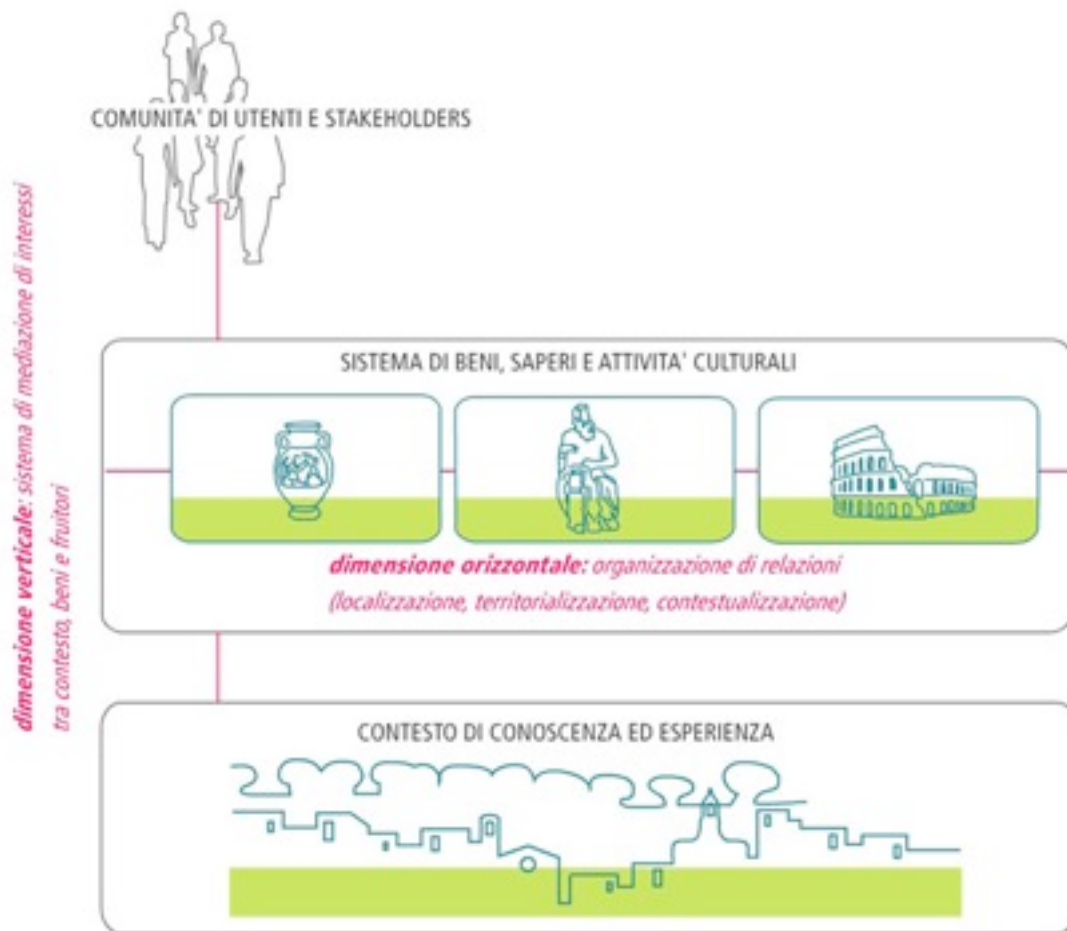 COMUNITA' DI UTENTI E STAKEHOLDERS
dimensione verticale: sistema di mediazione di interessi
tra contesto, beni e fruitori
SISTEMA DI BENI, SAPERI E ATTIVITA' CULTURALI
dimensione orizzontale: organizzazione di relazioni
(localizzazione, territorializzazione, contestualizzazione)
CONTESTO DI CONOSCENZA ED ESPERIENZA